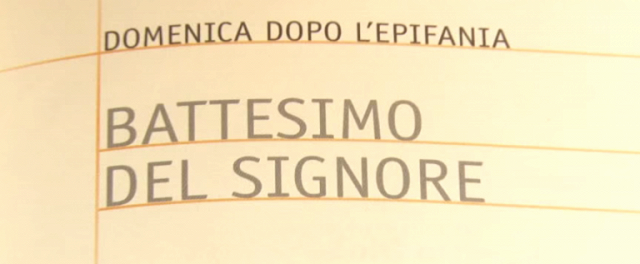 DOMENICA DOPO L'EPIFANIA
BATTESIMO
DEL SIGNORE